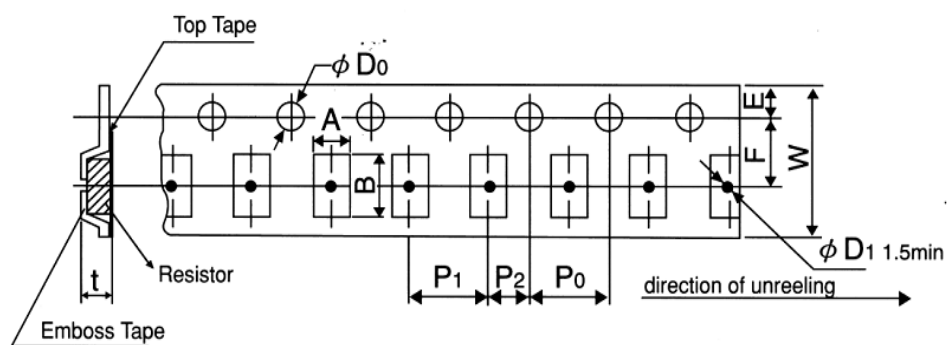 Top Tape
φ D0
A
E
F
W
B
φ D1 1.5min
Resistor
t
P1
P2
P0
direction of unreeling
Emboss Tape